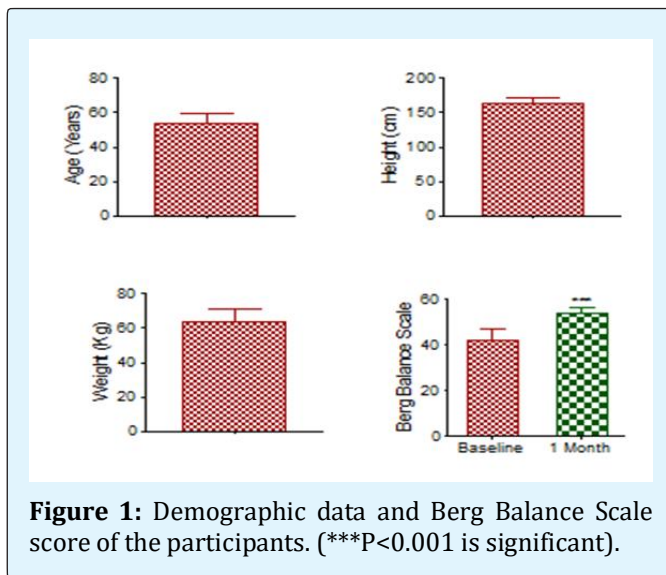 80
60
40
20
0
Age (Years)
200
150
100
50
0
Height (cm)
80
60
40
20
0
Weight (Kg)
60
40
20
0
Berg Balance Scale
***
Baseline 1 Month
Figure 1: Demographic data and Berg Balance Scale
score of the participants. (***P<0.001 is significant).